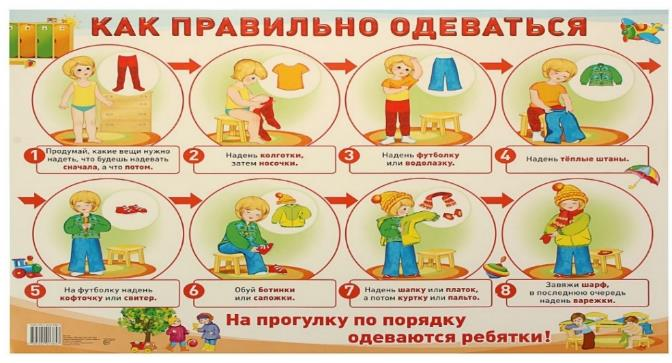 КАК ПРАВИЛЬНО ОДЕВАТЬСЯ
1
Продумай, какие вещи нужно
надеть, что будешь надевать
сначала, а что потом.
2
Надень колготки,
затем носочки.
3
Надень футболку
или водолазку.
4
Надень тёплые штаны.
5
На футболку надень
кофточку или свитер.
6
Обуй ботинки
или сапожки.
7
Надень шапку или платок,
а потом куртку или пальто.
8
Завяжи шарф,
в последнюю очередь
надень варежки.
На прогулку по порядку
одеваются ребятки!